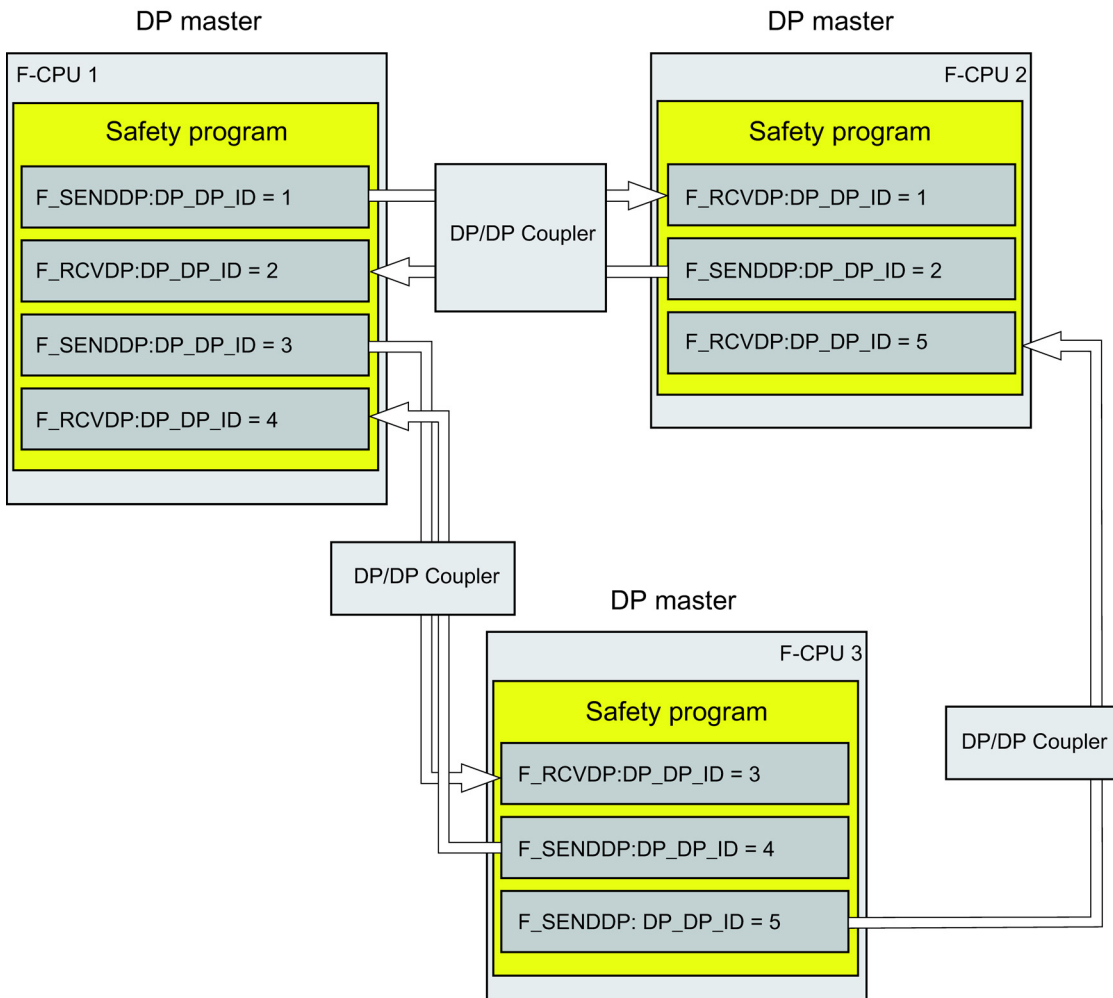 DP master
F-CPU 1
Safety program
F_SENDDP:DP_DP_ID = 1
F_RCVDP:DP_DP_ID = 2
F_SENDDP:DP_DP_ID = 3
F_RCVDP:DP_DP_ID = 4
DP/DP Coupler
DP master
F-CPU 2
Safety program
F_RCVDP:DP_DP_ID = 1
F_SENDDP:DP_DP_ID = 2
F_RCVDP:DP_DP_ID = 5
DP/DP Coupler
DP master
F-CPU 3
Safety program
F_RCVDP:DP_DP_ID = 3
F_SENDDP:DP_DP_ID = 4
F_SENDDP: DP_DP_ID = 5
DP/DP Coupler